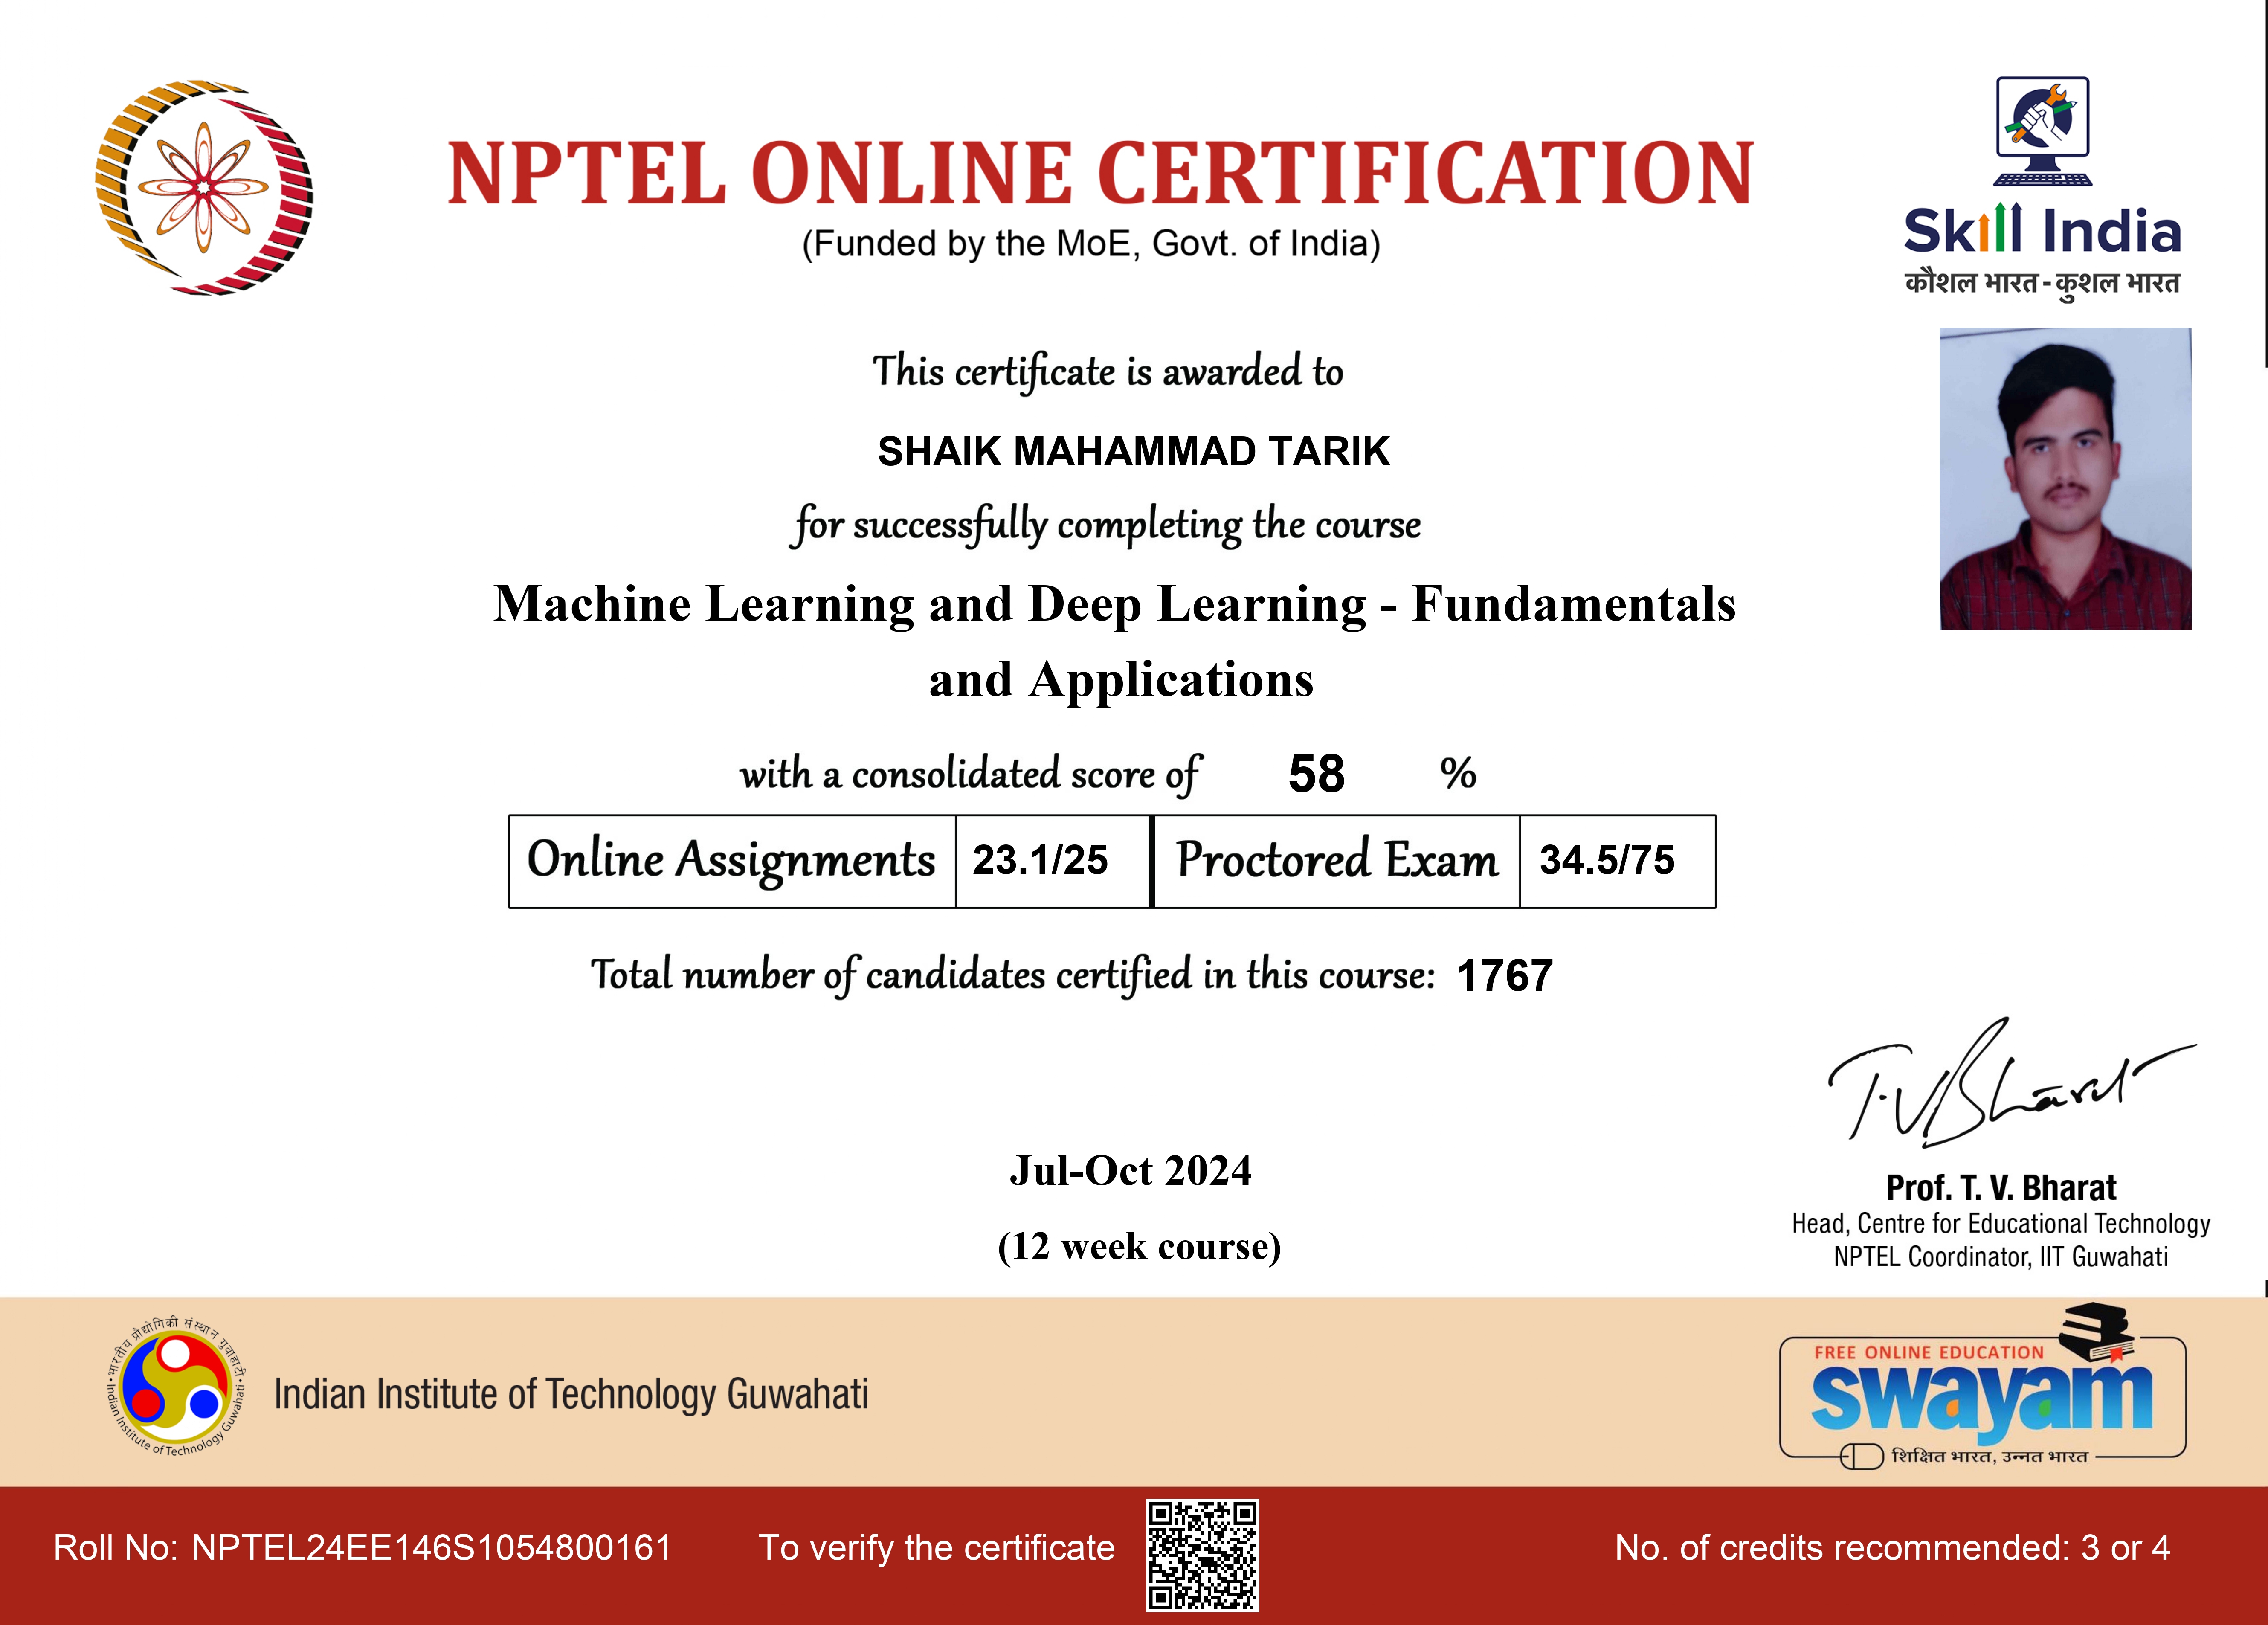 NPTEL ONLINE CERTIFICATION
(Funded by the MoE, Govt. of India)
Skill India
कौशल भारत - कुशल भारत
This certificate is awarded to
SHAIK MAHAMMAD TARIK
for successfully completing the course
Machine Learning and Deep Learning - Fundamentals
and Applications
with a consolidated score of 58 %
Online Assignments 23.1/25 Proctored Exam 34.5/75
Total number of candidates certified in this course: 1767
T.V.Bharat
Jul-Oct 2024
(12 week course)
Prof. T. V. Bharat
Head, Centre for Educational Technology
NPTEL Coordinator, IIT Guwahati
भारतीय प्रौद्योगिकी संस्थान गुवाहाटी
Indian Institute of Technology Guwahati
Indian Institute of Technology Guwahati
FREE ONLINE EDUCATION
swayam
शिक्षित भारत, उन्नत भारत
Roll No: NPTEL24EE146S1054800161 To verify the certificate No. of credits recommended: 3 or 4